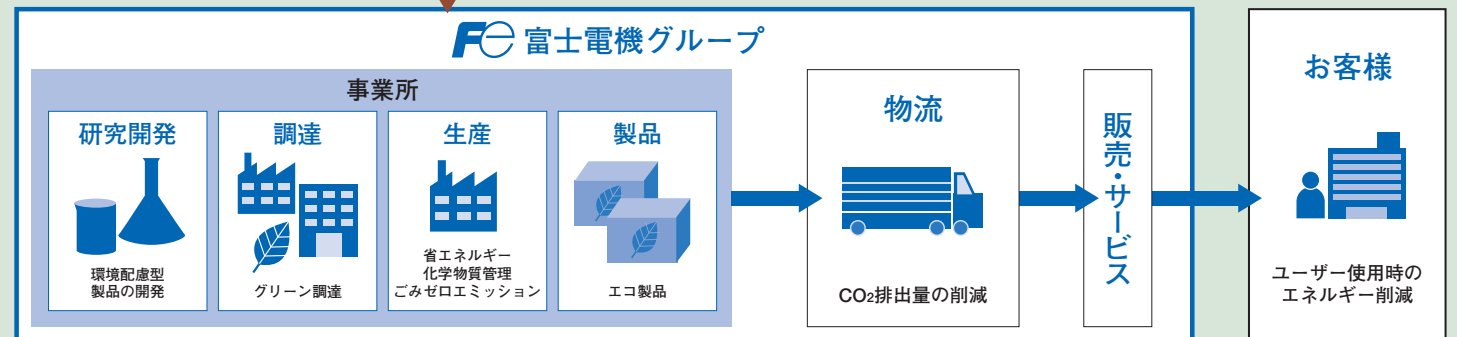 Fe 富士電機グループ
事業所
研究開発
環境配慮型
製品の開発
調達
グリーン調達
生産
省エネルギー
化学物質管理
ごみゼロエミッション
製品
エコ製品
物流
CO2排出量の削減
販売・サービス
お客様
ユーザー使用時の
エネルギー削減